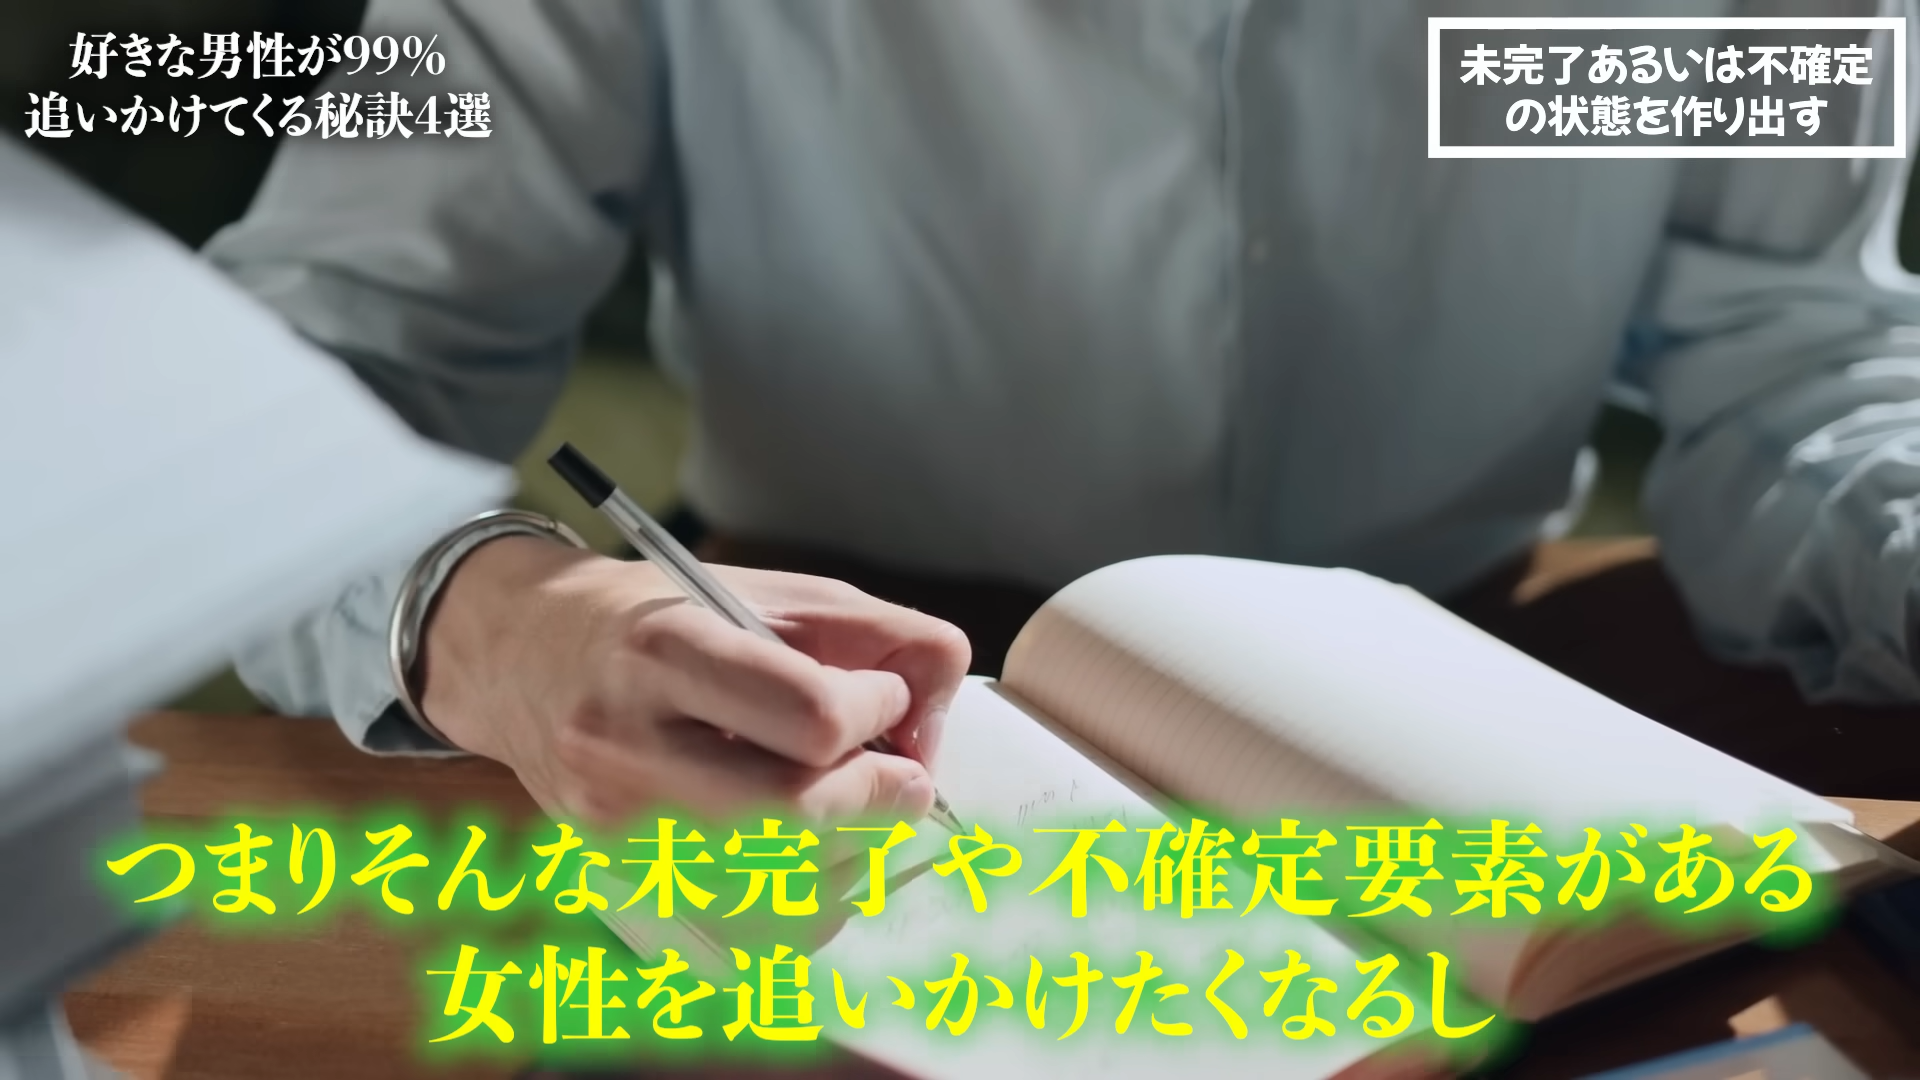 好きな男性が99%
追いかけてくる秘訣4選
未完了あるいは不確定
の状態を作り出す
つまりそんな未完了や不確定要素がある
女性を追いかけたくなるし